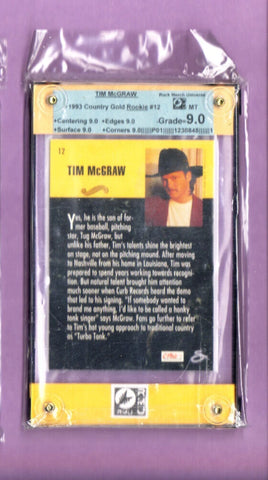 TIM McGRAW Rock Merch Universe
1993 Country Gold Rookie #12 MT
•Centering 9.0 •Edges 9.0 -Grade- 9.0
•Surface 9.0 •Corners 9.0
12
TIM McGRAW
Yes, he is the son of for-
mer baseball, pitching
star, Tug McGraw, but
unlike his father, Tim's talents shine the brightest
on stage, not on the pitching mound. After moving
to Nashville from his home in Louisiana, Tim was
prepared to spend years working towards recogni-
tion. But natural talent brought him attention
much sooner when Curb Records heard the demo
that led to his signing. "If somebody wanted to
brand me anything, I'd like to be called a honky
tonk singer" says McGraw. Fans go further to refer
to Tim's hot young approach to traditional country
as "Turbo Tonk."